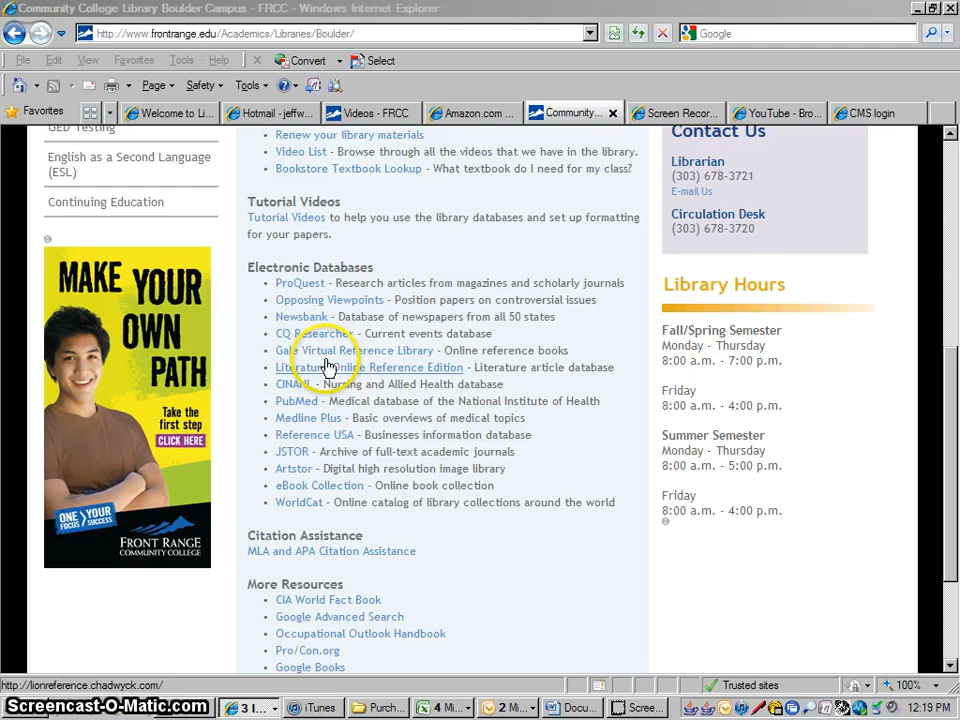 Community College Library Boulder Campus - FRCC - Windows Internet Explorer
http://www.frontrange.edu/Academics/Libraries/Boulder/
Google
File Edit View Favorites Tools Help
Convert
Select
Page Safety Tools
Favorites
Welcome to Li...
Hotmail - jeffw...
Videos - FRCC
Amazon.com ...
Community...
Screen Recor...
YouTube - Bro...
CMS login
GED Testing
English as a Second Language
(ESL)
Continuing Education
MAKE YOUR
OWN
PATH
Take the
first step
CLICK HERE
ONE YOUR
FOCUS SUCCESS
FRONT RANGE
COMMUNITY COLLEGE
Renew your library materials
Video List - Browse through all the videos that we have in the library.
Bookstore Textbook Lookup - What textbook do I need for my class?
Tutorial Videos
Tutorial Videos to help you use the library databases and set up formatting
for your papers.
Electronic Databases
ProQuest - Research articles from magazines and scholarly journals
Opposing Viewpoints - Position papers on controversial issues
Newsbank - Database of newspapers from all 50 states
CQ Researcher - Current events database
Gale Virtual Reference Library - Online reference books
Literature Online Reference Edition - Literature article database
CINAHL - Nursing and Allied Health database
PubMed - Medical database of the National Institute of Health
Medline Plus - Basic overviews of medical topics
Reference USA - Businesses information database
JSTOR - Archive of full-text academic journals
Artstor - Digital high resolution image library
eBook Collection - Online book collection
WorldCat - Online catalog of library collections around the world
Citation Assistance
MLA and APA Citation Assistance
More Resources
CIA World Fact Book
Google Advanced Search
Occupational Outlook Handbook
Pro/Con.org
Google Books
Contact Us
Librarian
(303) 678-3721
E-mail Us
Circulation Desk
(303) 678-3720
Library Hours
Fall/Spring Semester
Monday - Thursday
8:00 a.m. - 7:00 p.m.
Friday
8:00 a.m. - 4:00 p.m.
Summer Semester
Monday - Thursday
8:00 a.m. - 5:00 p.m.
Friday
8:00 a.m. - 4:00 p.m.
http://lionreference.chadwyck.com/
Trusted sites
100%
Screencast-O-Matic.com
3 I...
iTunes
Purch...
4 Mi...
2 Mi...
Docu...
Scree...
12:19 PM